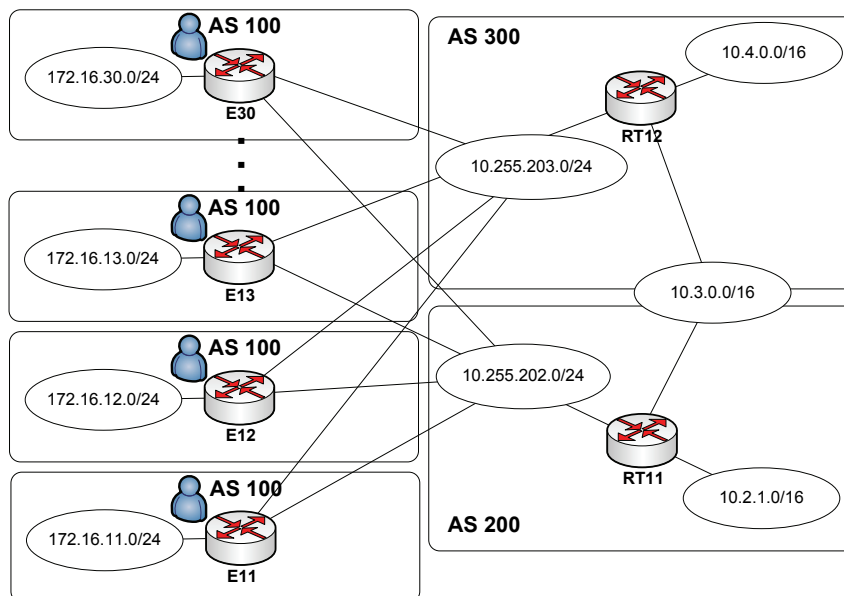 AS 100
172.16.30.0/24
E30
AS 100
172.16.13.0/24
E13
AS 100
172.16.12.0/24
E12
AS 100
172.16.11.0/24
E11
AS 300
10.4.0.0/16
RT12
10.255.203.0/24
10.3.0.0/16
10.255.202.0/24
RT11
10.2.1.0/16
AS 200